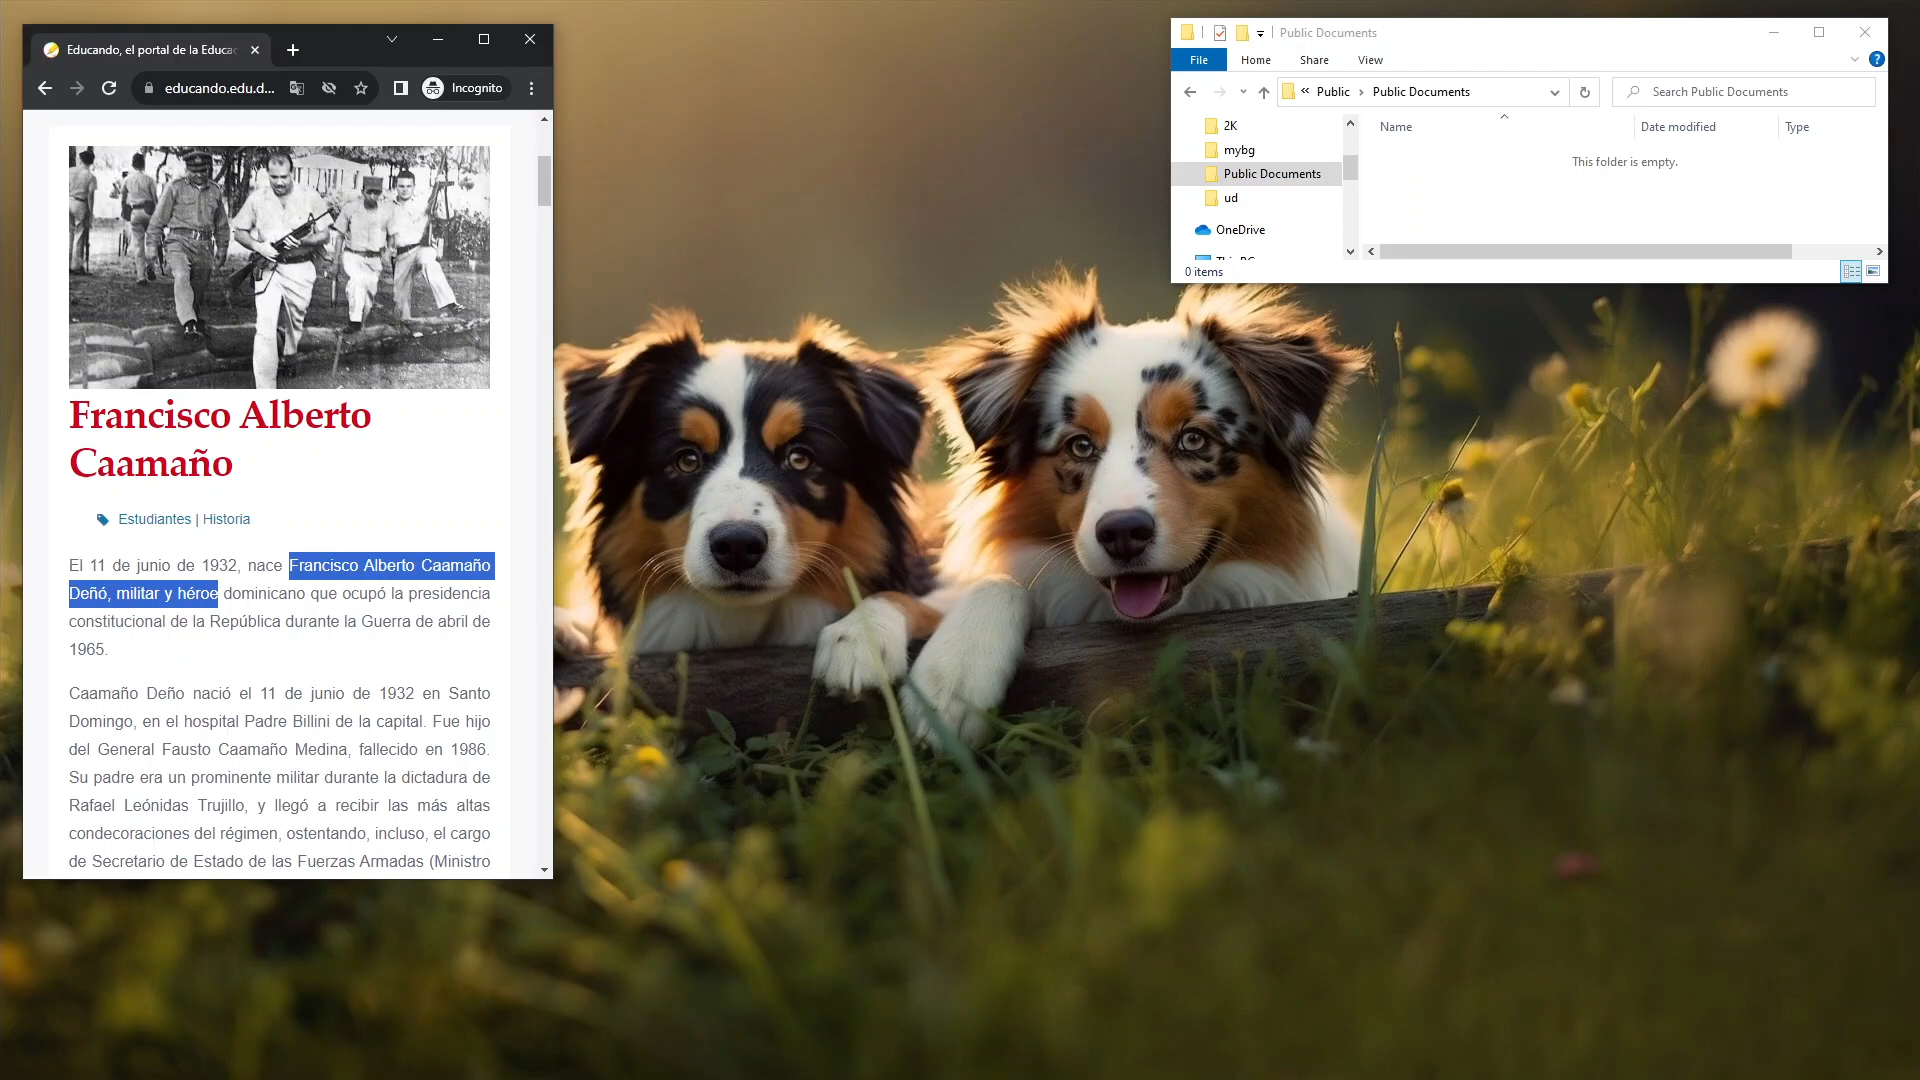 Educando, el portal de la Educac
educando.edu.d...
Incognito
Francisco Alberto
Caamaño
Estudiantes | Historia
El 11 de junio de 1932, nace Francisco Alberto Caamaño
Deñó, militar y héroe dominicano que ocupó la presidencia
constitucional de la República durante la Guerra de abril de
1965.
Caamaño Deño nació el 11 de junio de 1932 en Santo
Domingo, en el hospital Padre Billini de la capital. Fue hijo
del General Fausto Caamaño Medina, fallecido en 1986.
Su padre era un prominente militar durante la dictadura de
Rafael Leónidas Trujillo, y llegó a recibir las más altas
condecoraciones del régimen, ostentando, incluso, el cargo
de Secretario de Estado de las Fuerzas Armadas (Ministro
Public Documents
File Home Share View
« Public > Public Documents
Search Public Documents
2K
mybg
Public Documents
ud
OneDrive
This PC
Name Date modified Type
This folder is empty.
0 items